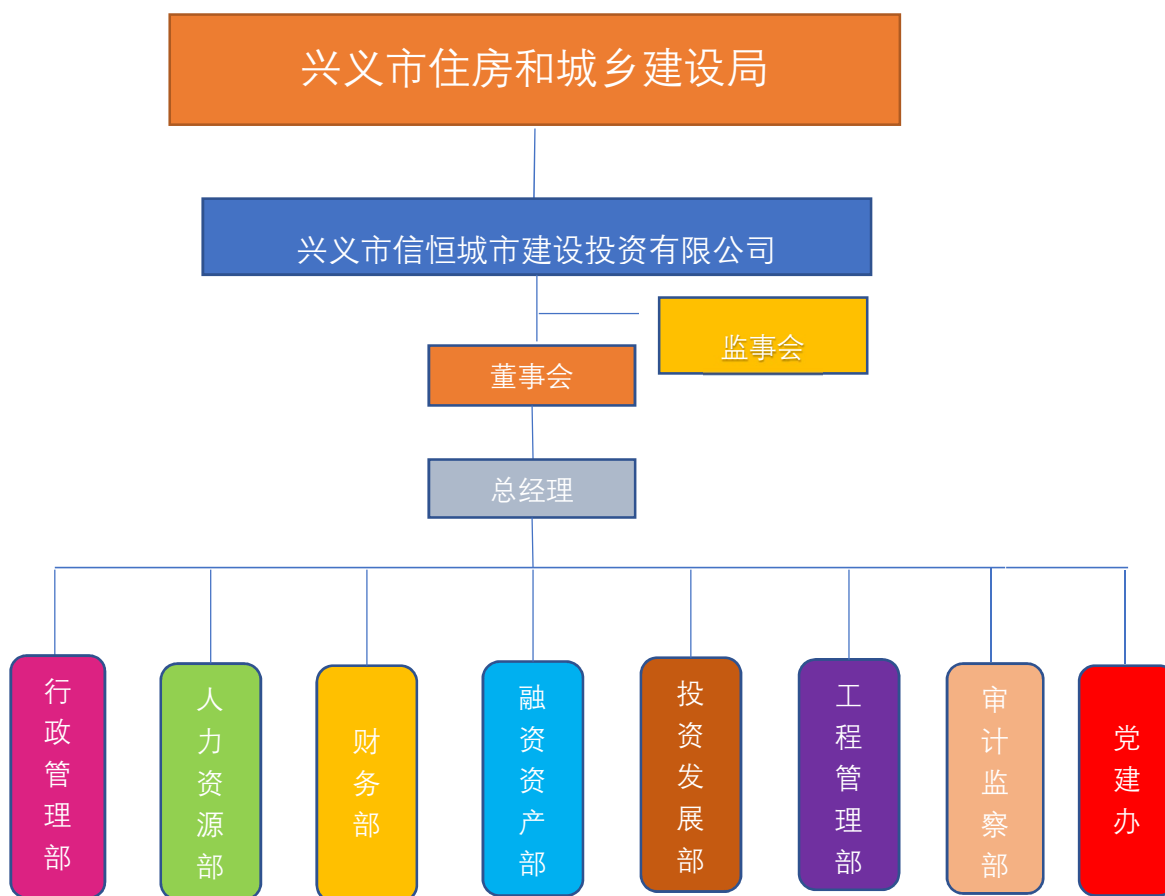 兴义市住房和城乡建设局
兴义市信恒城市建设投资有限公司
监事会
董事会
总经理
行政管理部
人力资源部
财务部
融资资产部
投资发展部
工程管理部
审计监察部
党建办